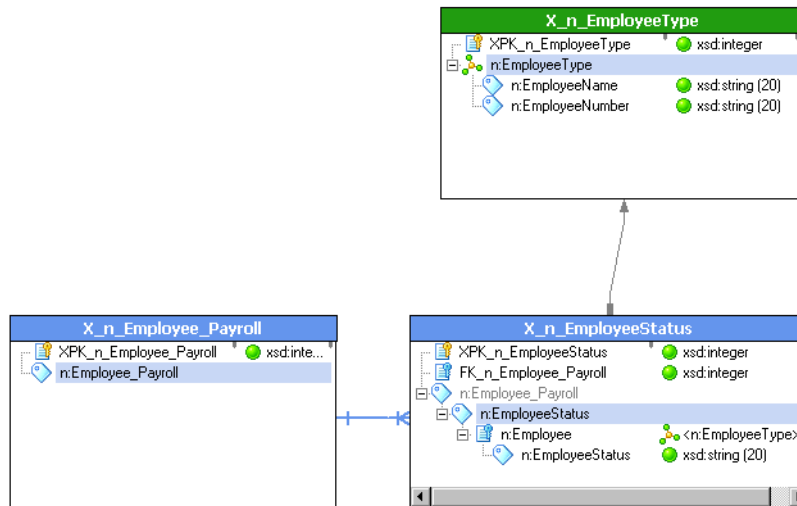 X_n_EmployeeType
XPK_n_EmployeeType xsd:integer
n:EmployeeType
n:EmployeeName xsd:string (20)
n:EmployeeNumber xsd:string (20)
X_n_Employee_Payroll
XPK_n_Employee_Payroll xsd:inte...
n:Employee_Payroll
X_n_EmployeeStatus
XPK_n_EmployeeStatus xsd:integer
FK_n_Employee_Payroll xsd:integer
n:Employee_Payroll
n:EmployeeStatus
n:Employee <n:EmployeeType>
n:EmployeeStatus xsd:string (20)